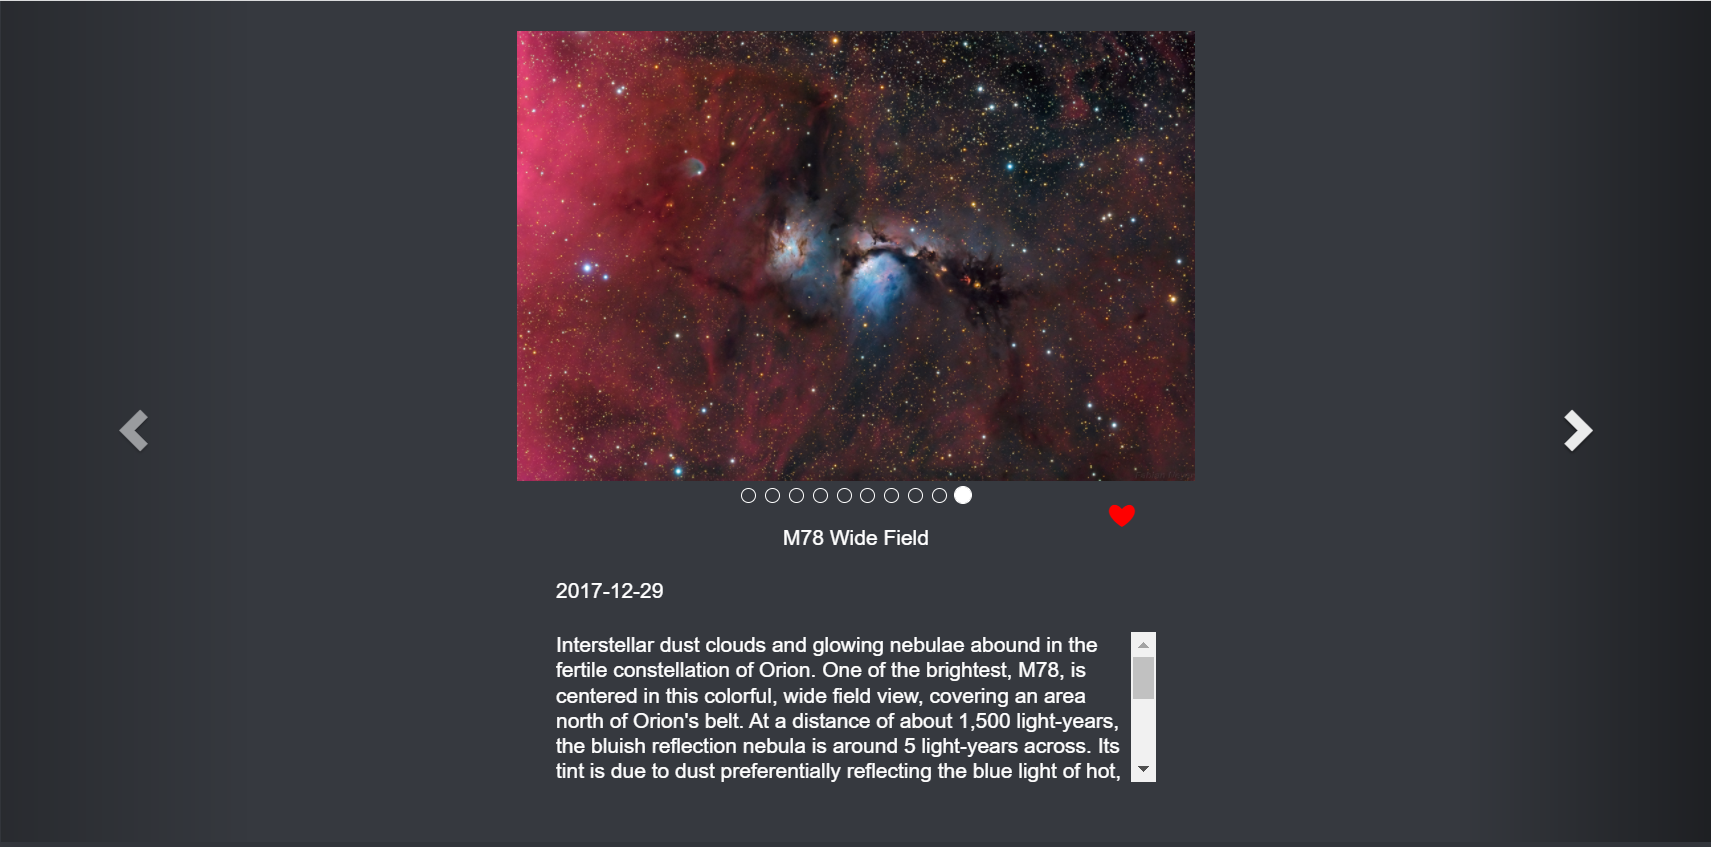 M78 Wide Field
2017-12-29
Interstellar dust clouds and glowing nebulae abound in the
fertile constellation of Orion. One of the brightest, M78, is
centered in this colorful, wide field view, covering an area
north of Orion's belt. At a distance of about 1,500 light-years,
the bluish reflection nebula is around 5 light-years across. Its
tint is due to dust preferentially reflecting the blue light of hot,